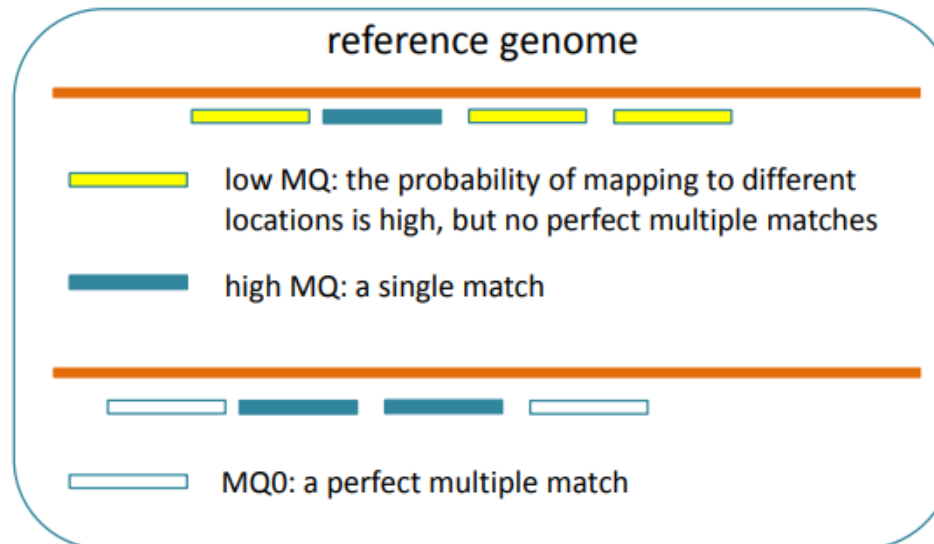 reference genome
low MQ: the probability of mapping to different
locations is high, but no perfect multiple matches
high MQ: a single match
MQ0: a perfect multiple match